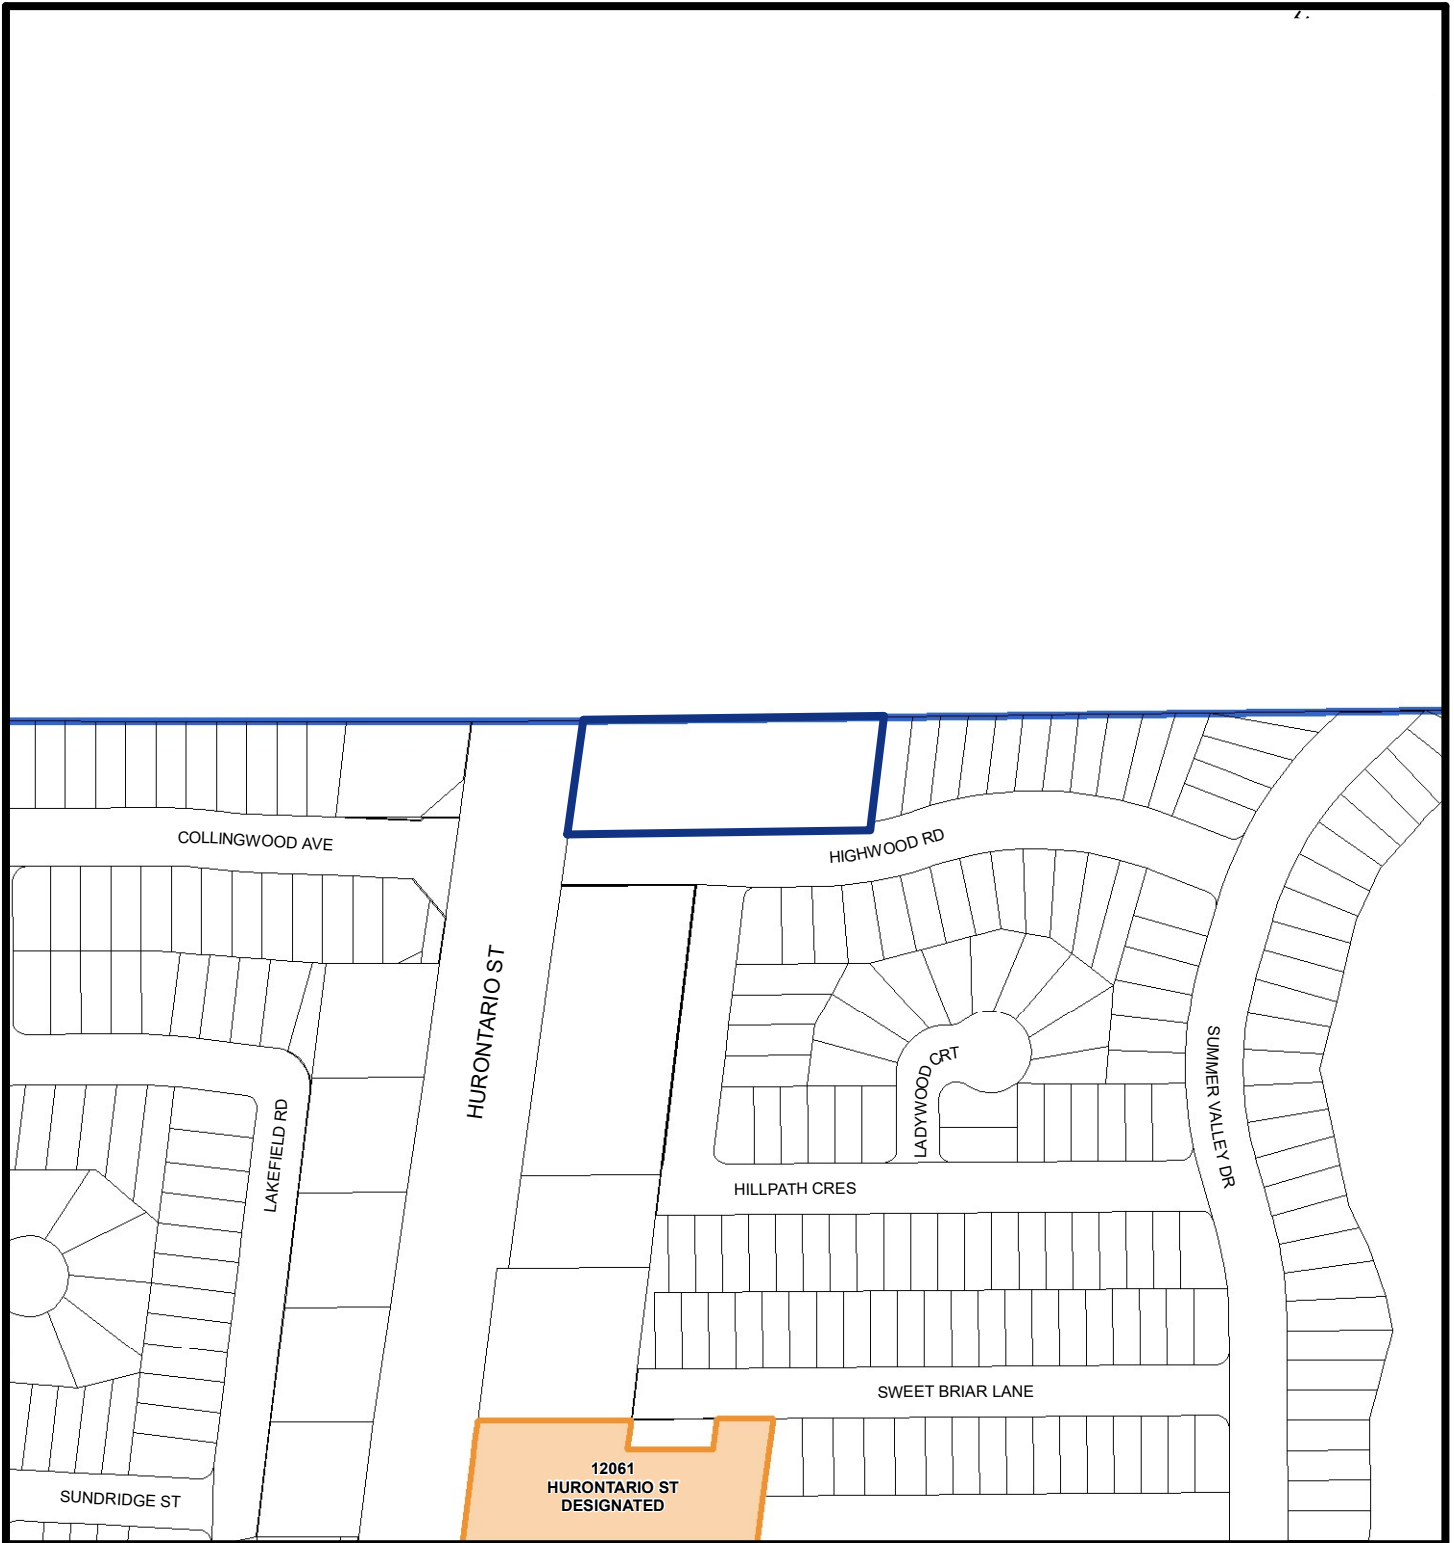 COLLINGWOOD AVE
HIGHWOOD RD
HURONTARIO ST
SUMMER VALLEY DR
LADYWOOD CRT
LAKEFIELD RD
HILLPATH CRES
SWEET BRIAR LANE
12061
HURONTARIO ST
DESIGNATED
SUNDRIDGE ST